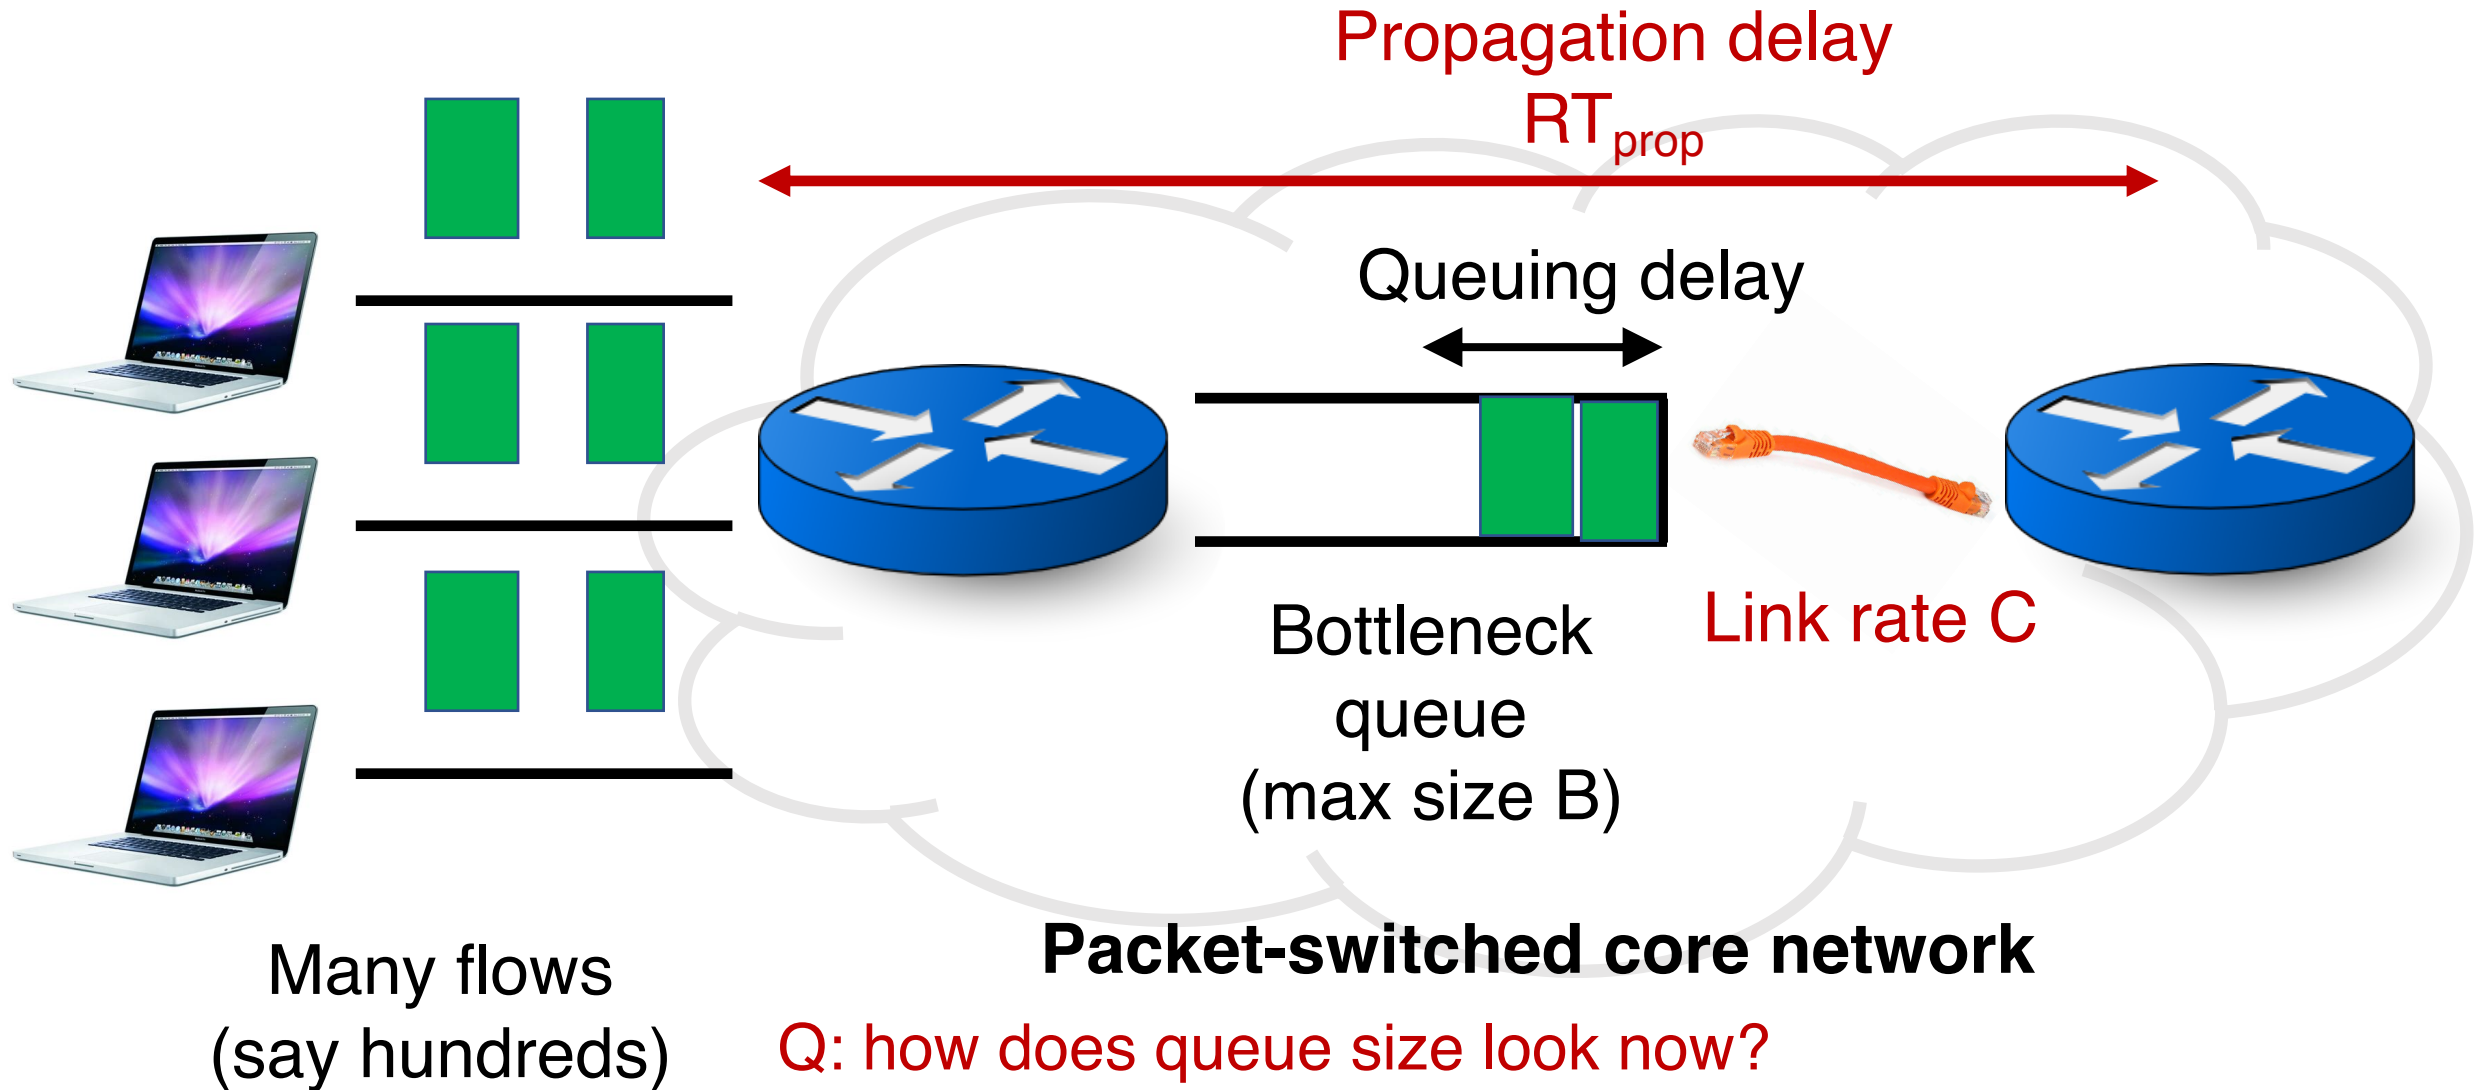 Propagation delay
RTprop
Queuing delay
Bottleneck
queue
(max size B)
Link rate C
Packet-switched core network
Many flows
(say hundreds)
Q: how does queue size look now?